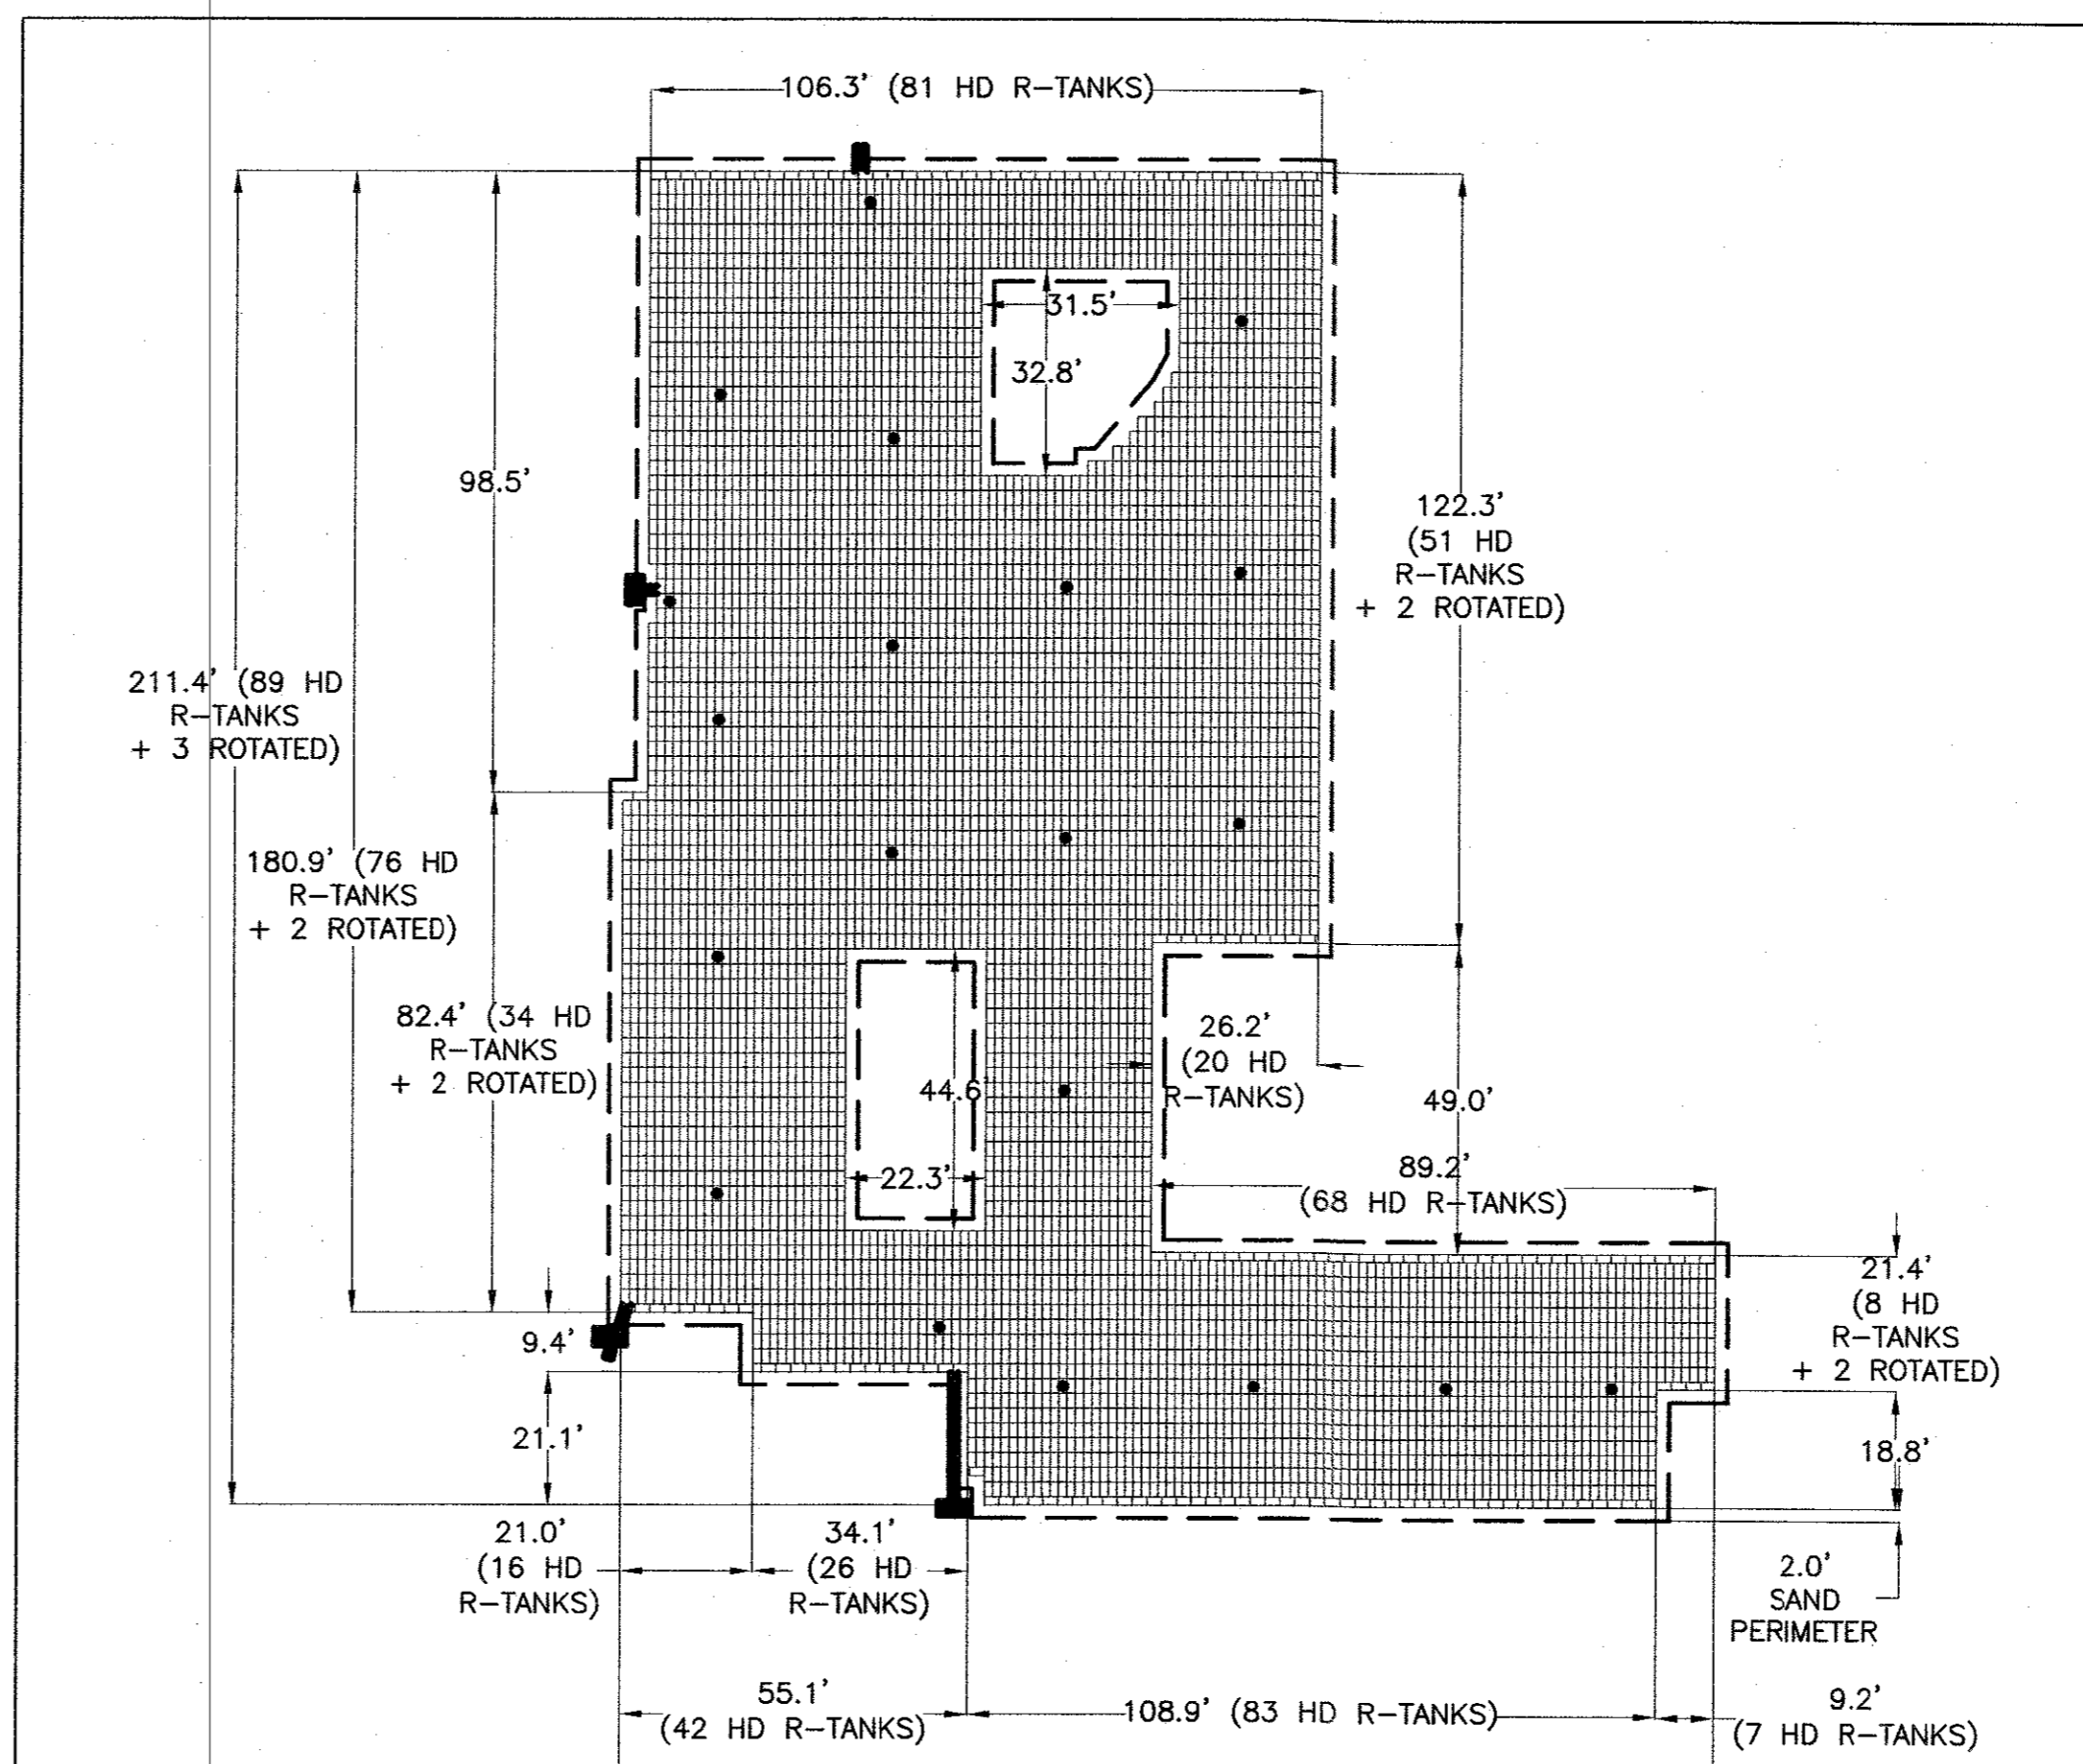 106.3' (81 HD R-TANKS)
31.5'
32.8'
98.5'
122.3'
(51 HD
R-TANKS
+ 2 ROTATED)
211.4' (89 HD
R-TANKS
+ 3 ROTATED)
180.9' (76 HD
R-TANKS
+ 2 ROTATED)
82.4' (34 HD
R-TANKS
+ 2 ROTATED)
26.2'
(20 HD
R-TANKS)
44.6'
49.0'
22.3'
89.2'
(68 HD R-TANKS)
21.4'
(8 HD
R-TANKS
+ 2 ROTATED)
9.4'
21.1'
18.8'
21.0'
(16 HD
R-TANKS)
34.1'
(26 HD
R-TANKS)
2.0'
SAND
PERIMETER
55.1'
(42 HD R-TANKS)
108.9' (83 HD R-TANKS)
9.2'
(7 HD R-TANKS)